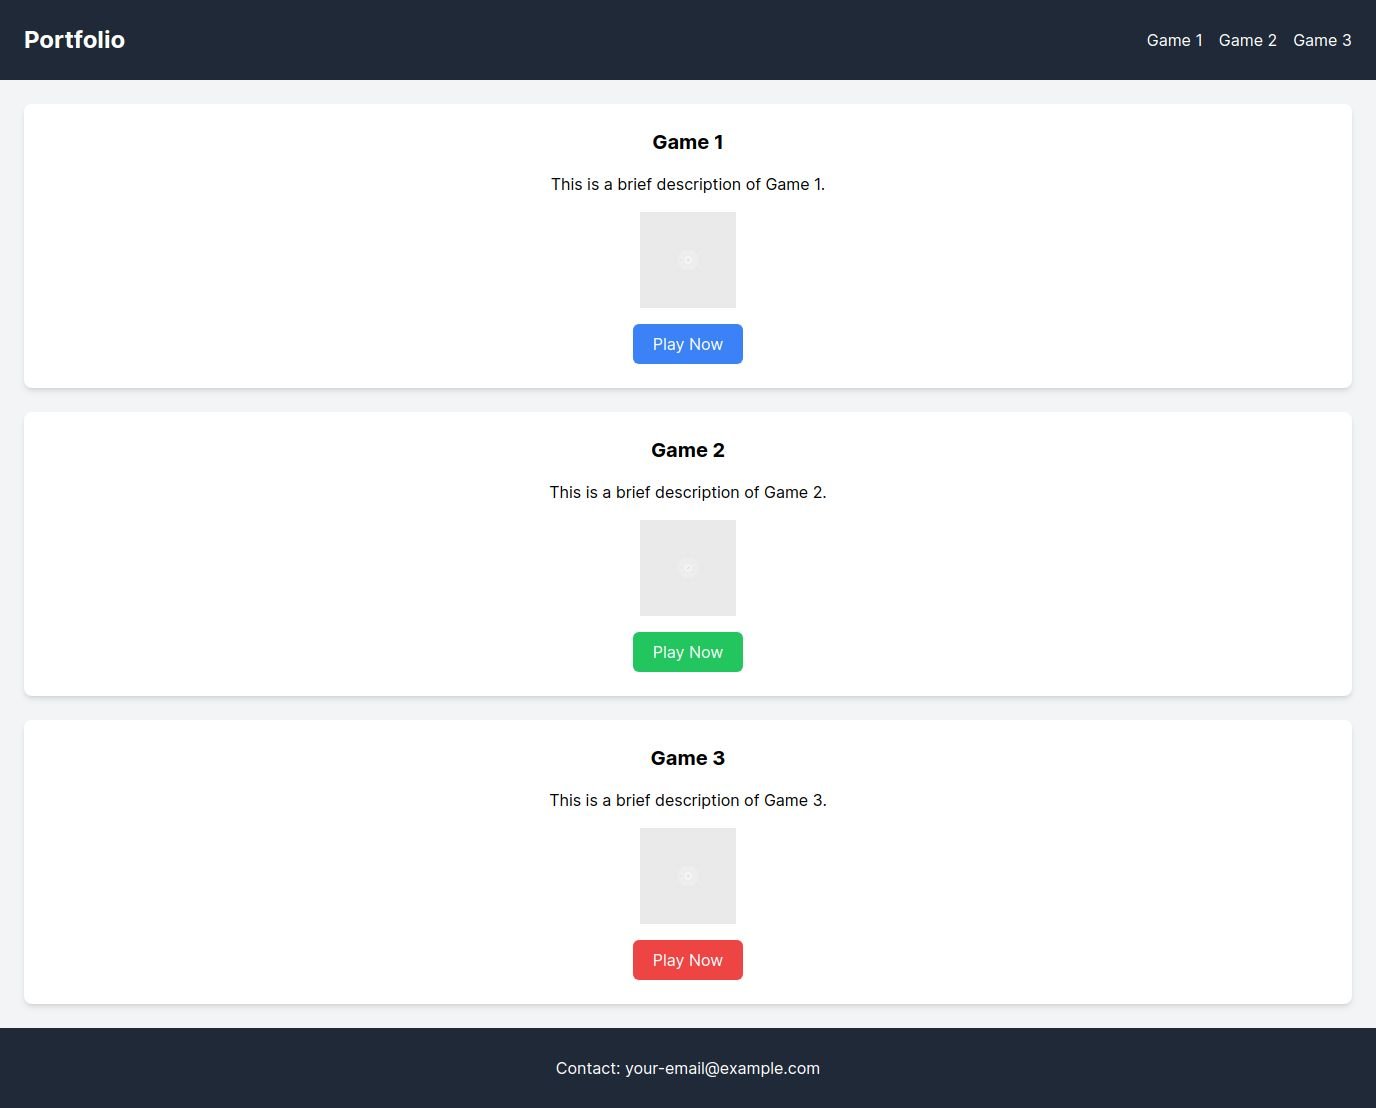 Portfolio
Game 1 Game 2 Game 3
Game 1
This is a brief description of Game 1.
Play Now
Game 2
This is a brief description of Game 2.
Play Now
Game 3
This is a brief description of Game 3.
Play Now
Contact: your-email@example.com